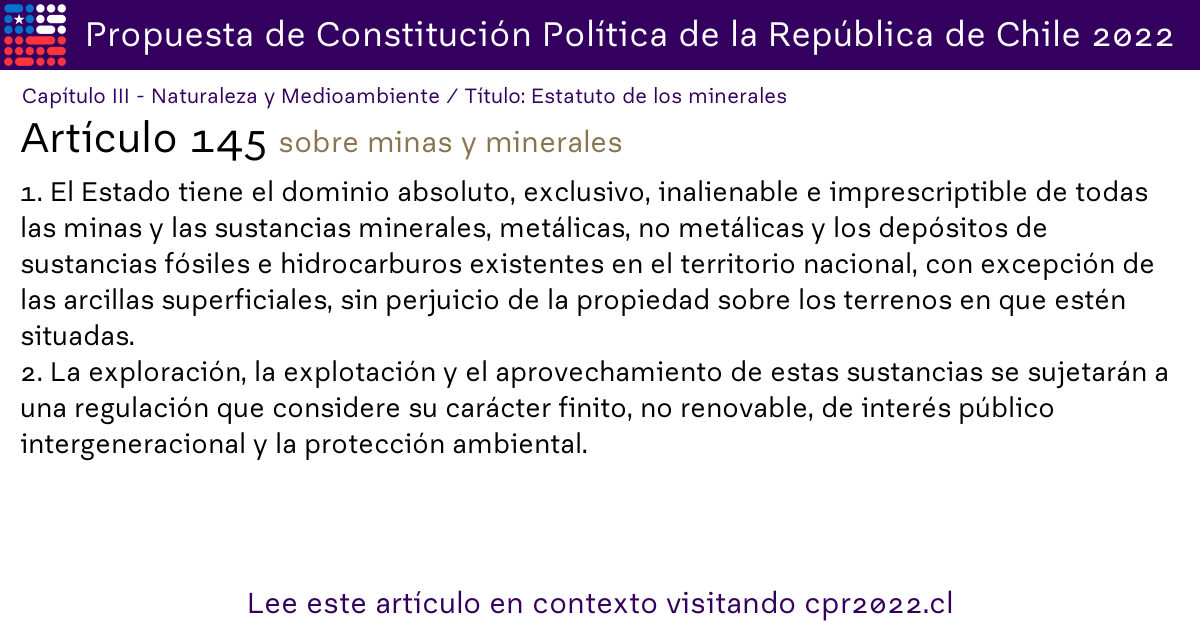 Propuesta de Constitución Política de la República de Chile 2022
Capítulo III - Naturaleza y Medioambiente / Título: Estatuto de los minerales
Artículo 145 sobre minas y minerales
1. El Estado tiene el dominio absoluto, exclusivo, inalienable e imprescriptible de todas
las minas y las sustancias minerales, metálicas, no metálicas y los depósitos de
sustancias fósiles e hidrocarburos existentes en el territorio nacional, con excepción de
las arcillas superficiales, sin perjuicio de la propiedad sobre los terrenos en que estén
situadas.
2. La exploración, la explotación y el aprovechamiento de estas sustancias se sujetarán a
una regulación que considere su carácter finito, no renovable, de interés público
intergeneracional y la protección ambiental.
Lee este artículo en contexto visitando cpr2022.cl